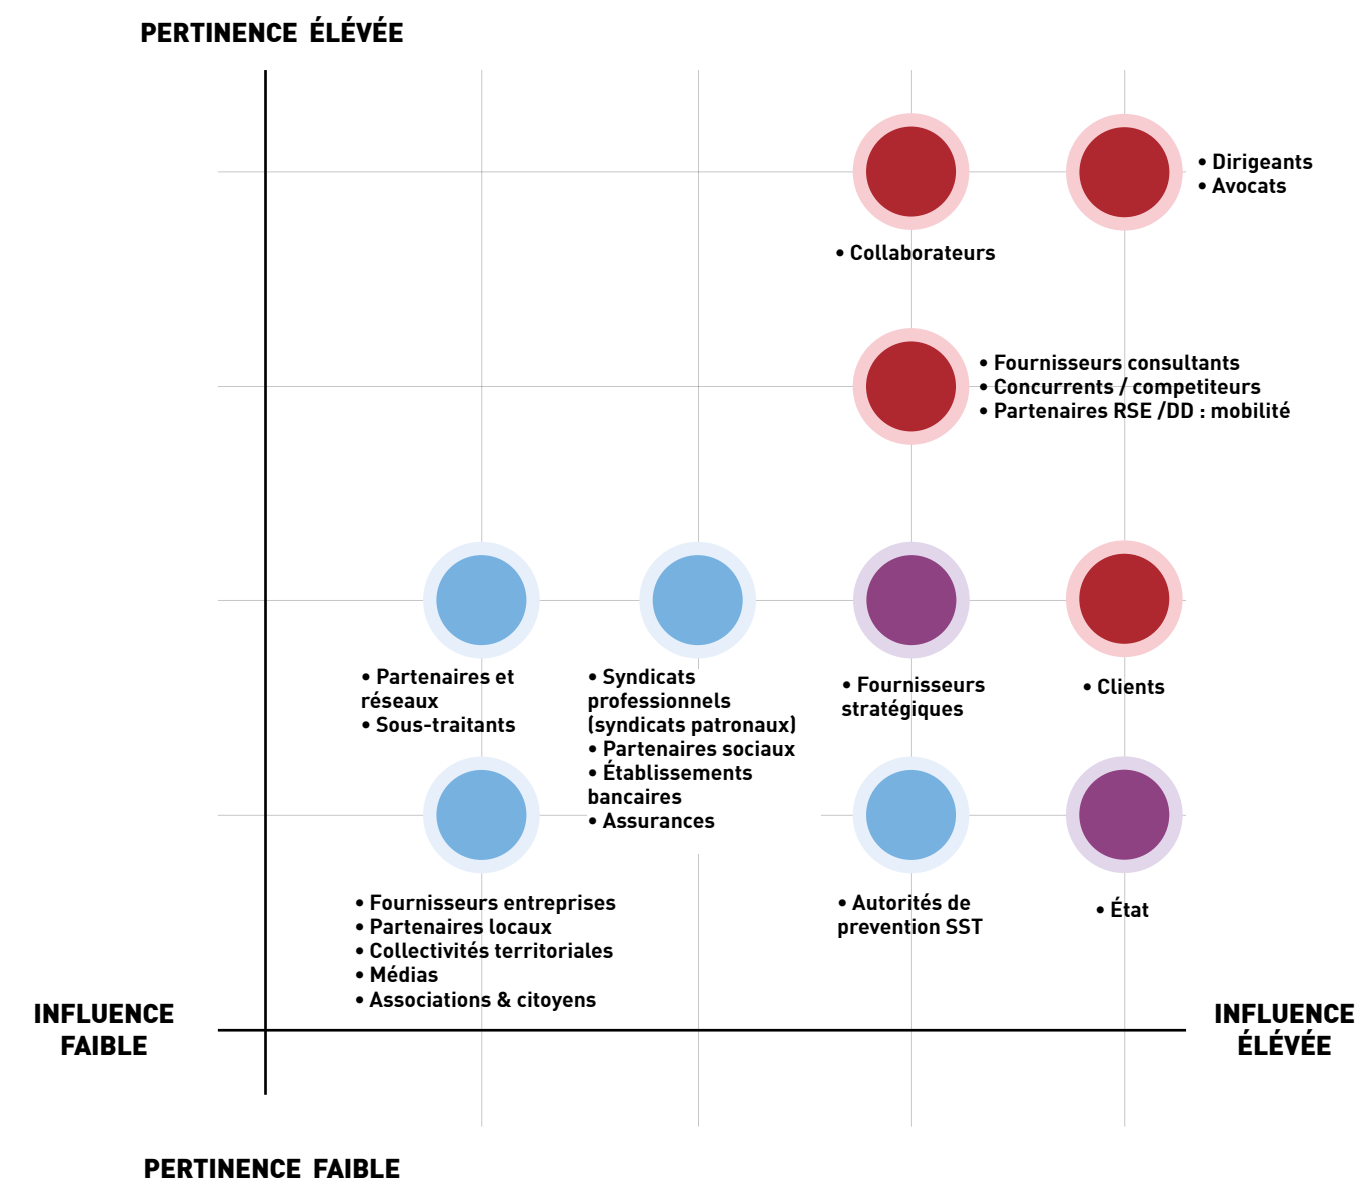 PERTINENCE ÉLÉVÉE
• Dirigeants
• Avocats
• Collaborateurs
• Fournisseurs consultants
• Concurrents / competiteurs
• Partenaires RSE /DD : mobilité
• Partenaires et
réseaux
• Sous-traitants
• Syndicats
professionnels
(syndicats patronaux)
• Partenaires sociaux
• Établissements
bancaires
• Assurances
• Fournisseurs
stratégiques
• Clients
• Fournisseurs entreprises
• Partenaires locaux
• Collectivités territoriales
• Médias
• Associations & citoyens
• Autorités de
prevention SST
• État
INFLUENCE
FAIBLE
INFLUENCE
ÉLÉVÉE
PERTINENCE FAIBLE